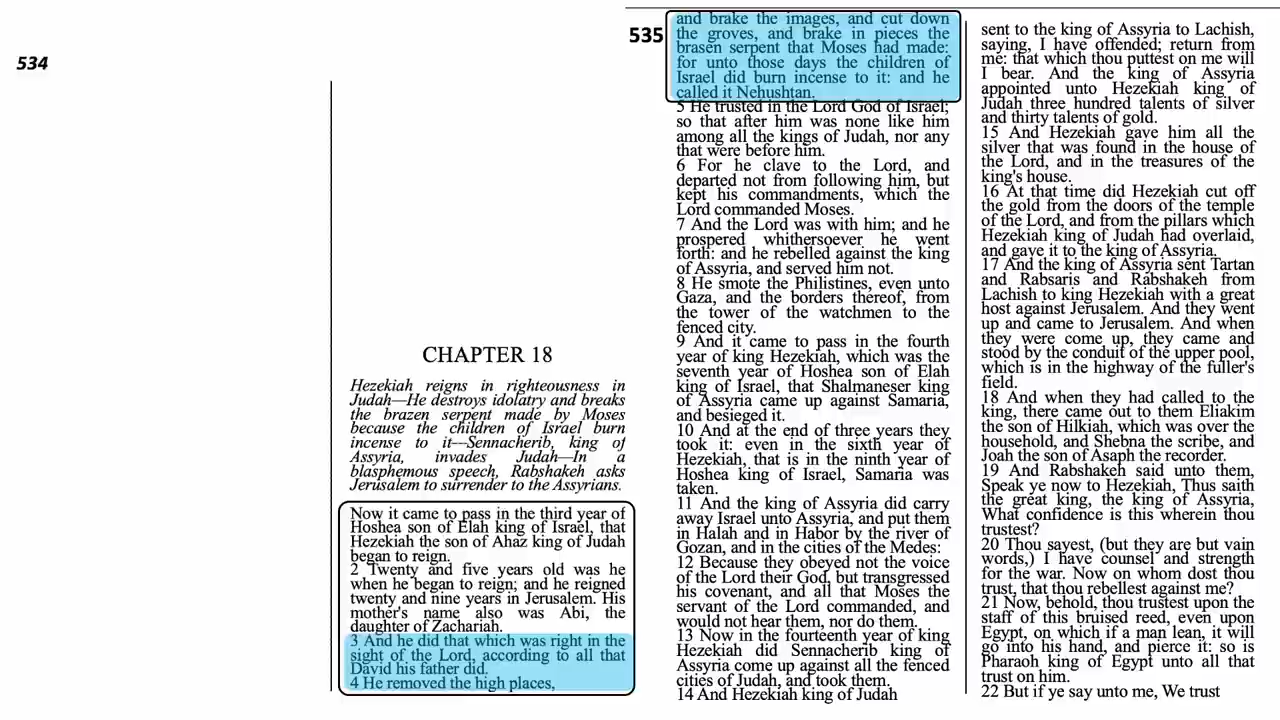 534
CHAPTER 18
Hezekiah reigns in righteousness in
Judah—He destroys idolatry and breaks
the brazen serpent made by Moses
because the children of Israel burn
incense to it—Sennacherib, king of
Assyria, invades Judah—In a
blasphemous speech, Rabshakeh asks
Jerusalem to surrender to the Assyrians.
Now it came to pass in the third year of
Hoshea son of Elah king of Israel, that
Hezekiah the son of Ahaz king of Judah
began to reign.
2 Twenty and five years old was he
when he began to reign; and he reigned
twenty and nine years in Jerusalem. His
mother's name also was Abi, the
daughter of Zachariah.
3 And he did that which was right in the
sight of the Lord, according to all that
David his father did.
4 He removed the high places,
535
and brake the images, and cut down
the groves, and brake in pieces the
brasen serpent that Moses had made:
for unto those days the children of
Israel did burn incense to it: and he
called it Nehushtan.
5 He trusted in the Lord God of Israel;
so that after him was none like him
among all the kings of Judah, nor any
that were before him.
6 For he clave to the Lord, and
departed not from following him, but
kept his commandments, which the
Lord commanded Moses.
7 And the Lord was with him; and he
prospered whithersoever he went
forth: and he rebelled against the king
of Assyria, and served him not.
8 He smote the Philistines, even unto
Gaza, and the borders thereof, from
the tower of the watchmen to the
fenced city.
9 And it came to pass in the fourth
year of king Hezekiah, which was the
seventh year of Hoshea son of Elah
king of Israel, that Shalmaneser king
of Assyria came up against Samaria,
and besieged it.
10 And at the end of three years they
took it: even in the sixth year of
Hezekiah, that is in the ninth year of
Hoshea king of Israel, Samaria was
taken.
11 And the king of Assyria did carry
away Israel unto Assyria, and put them
in Halah and in Habor by the river of
Gozan, and in the cities of the Medes:
12 Because they obeyed not the voice
of the Lord their God, but transgressed
his covenant, and all that Moses the
servant of the Lord commanded, and
would not hear them, nor do them.
13 Now in the fourteenth year of king
Hezekiah did Sennacherib king of
Assyria come up against all the fenced
cities of Judah, and took them.
14 And Hezekiah king of Judah
sent to the king of Assyria to Lachish,
saying, I have offended; return from
me: that which thou puttest on me will
I bear. And the king of Assyria
appointed unto Hezekiah king of
Judah three hundred talents of silver
and thirty talents of gold.
15 And Hezekiah gave him all the
silver that was found in the house of
the Lord, and in the treasures of the
king's house.
16 At that time did Hezekiah cut off
the gold from the doors of the temple
of the Lord, and from the pillars which
Hezekiah king of Judah had overlaid,
and gave it to the king of Assyria.
17 And the king of Assyria sent Tartan
and Rabsaris and Rabshakeh from
Lachish to king Hezekiah with a great
host against Jerusalem. And they went
up and came to Jerusalem. And when
they were come up, they came and
stood by the conduit of the upper pool,
which is in the highway of the fuller's
field.
18 And when they had called to the
king, there came out to them Eliakim
the son of Hilkiah, which was over the
household, and Shebna the scribe, and
Joah the son of Asaph the recorder.
19 And Rabshakeh said unto them,
Speak ye now to Hezekiah, Thus saith
the great king, the king of Assyria,
What confidence is this wherein thou
trustest?
20 Thou sayest, (but they are but vain
words,) I have counsel and strength
for the war. Now on whom dost thou
trust, that thou rebellest against me?
21 Now, behold, thou trustest upon the
staff of this bruised reed, even upon
Egypt, on which if a man lean, it will
go into his hand, and pierce it: so is
Pharaoh king of Egypt unto all that
trust on him.
22 But if ye say unto me, We trust